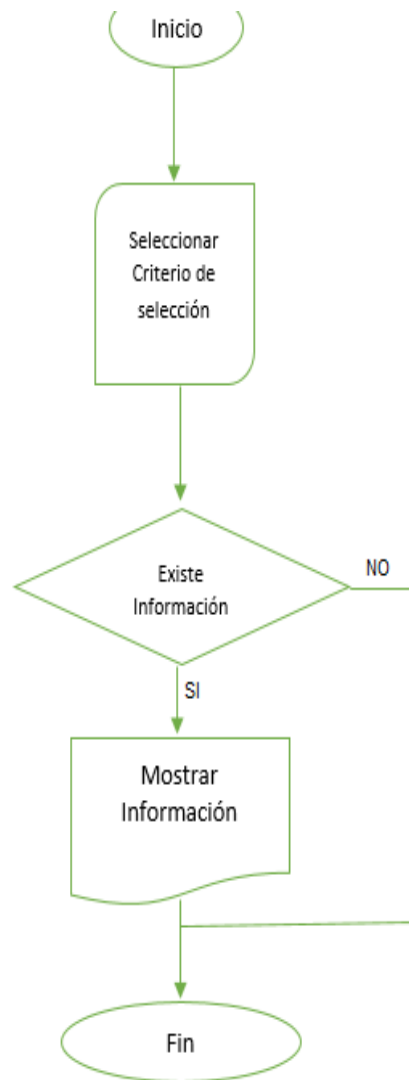 Inicio
Seleccionar
Criterio de
selección
Existe
Información
NO
SI
Mostrar
Información
Fin